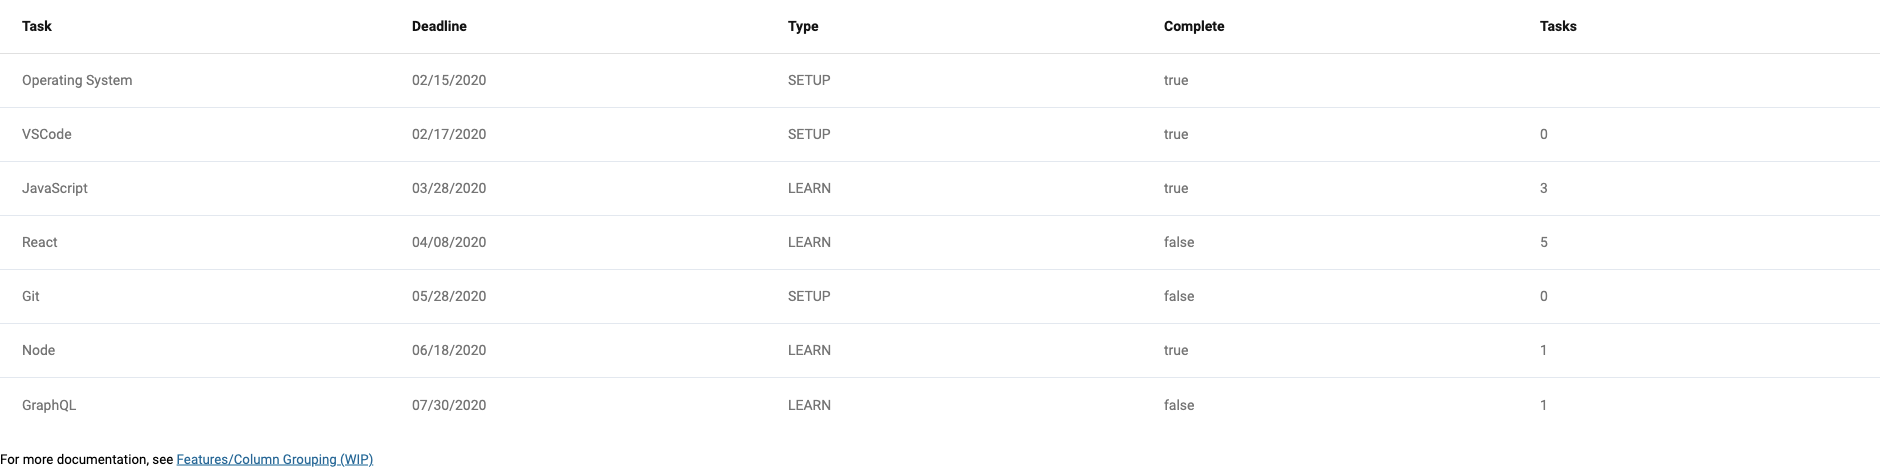 Task Deadline Type Complete Tasks
Operating System 02/15/2020 SETUP true
VSCode 02/17/2020 SETUP true 0
JavaScript 03/28/2020 LEARN true 3
React 04/08/2020 LEARN false 5
Git 05/28/2020 SETUP false 0
Node 06/18/2020 LEARN true 1
GraphQL 07/30/2020 LEARN false 1
For more documentation, see Features/Column Grouping (WIP)